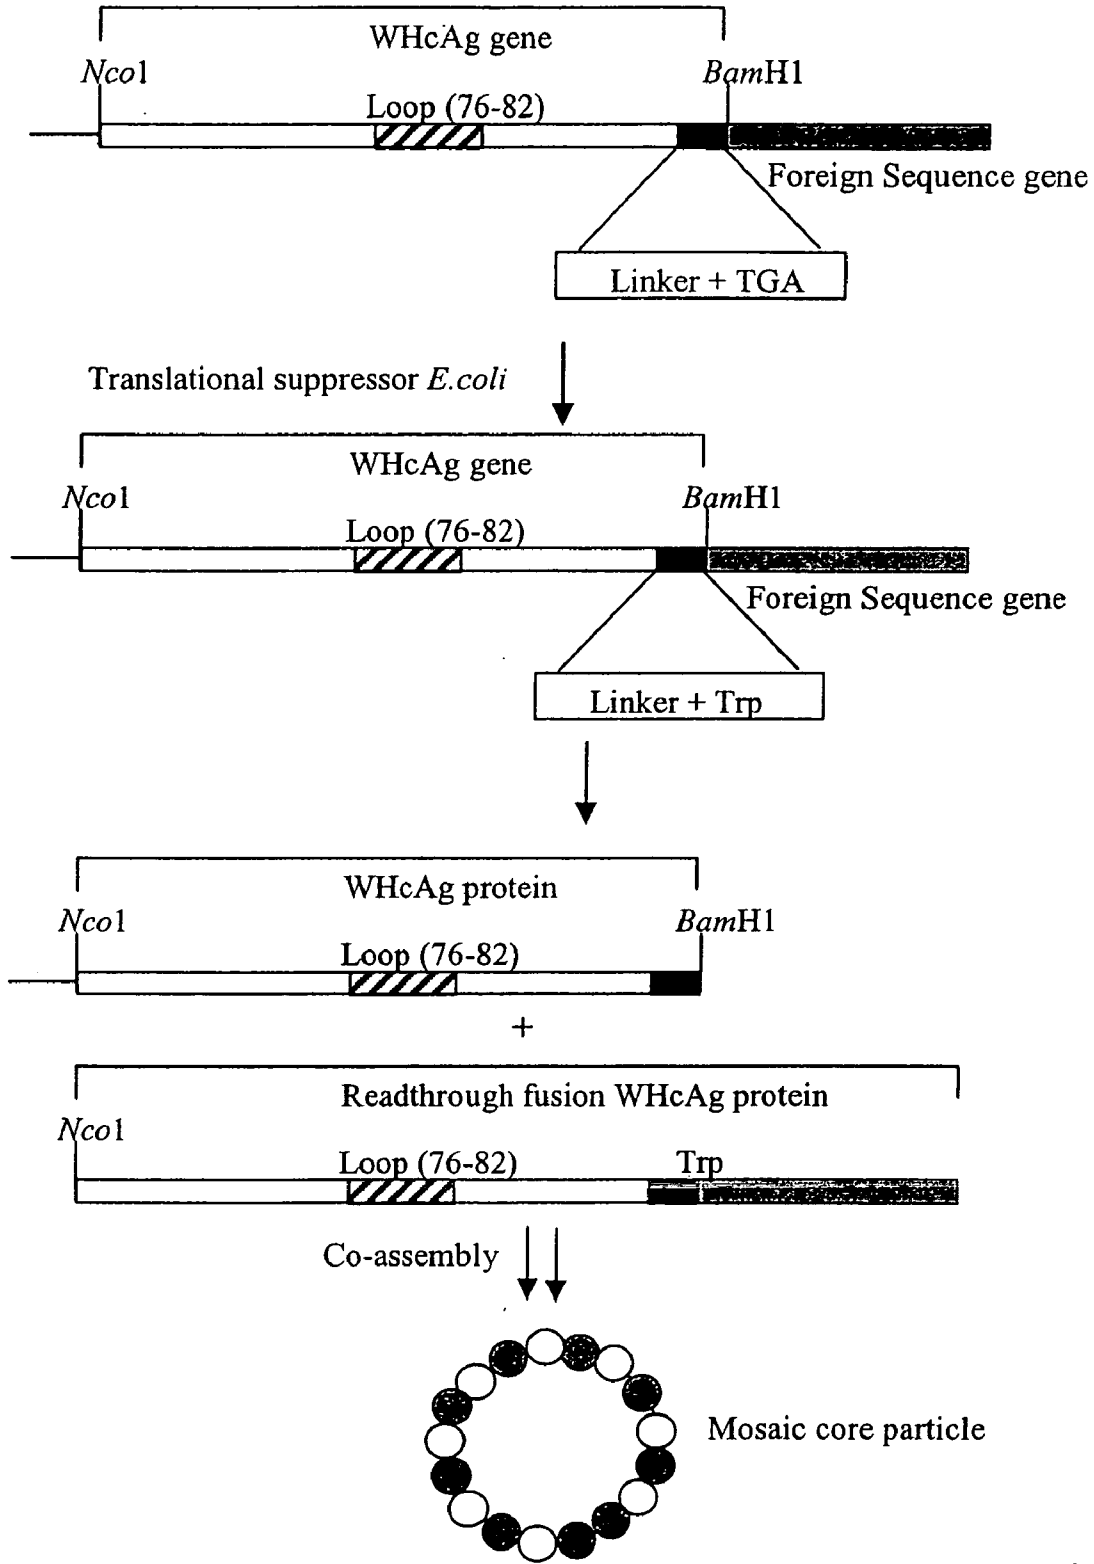 WHcAg gene
Nco1
BamH1
Loop (76-82)
Foreign Sequence gene
Linker + TGA
Translational suppressor E.coli
WHcAg gene
Nco1
BamH1
Loop (76-82)
Foreign Sequence gene
Linker + Trp
WHcAg protein
Nco1
BamH1
Loop (76-82)
+
Readthrough fusion WHcAg protein
Nco1
Loop (76-82)
Trp
Co-assembly
Mosaic core particle